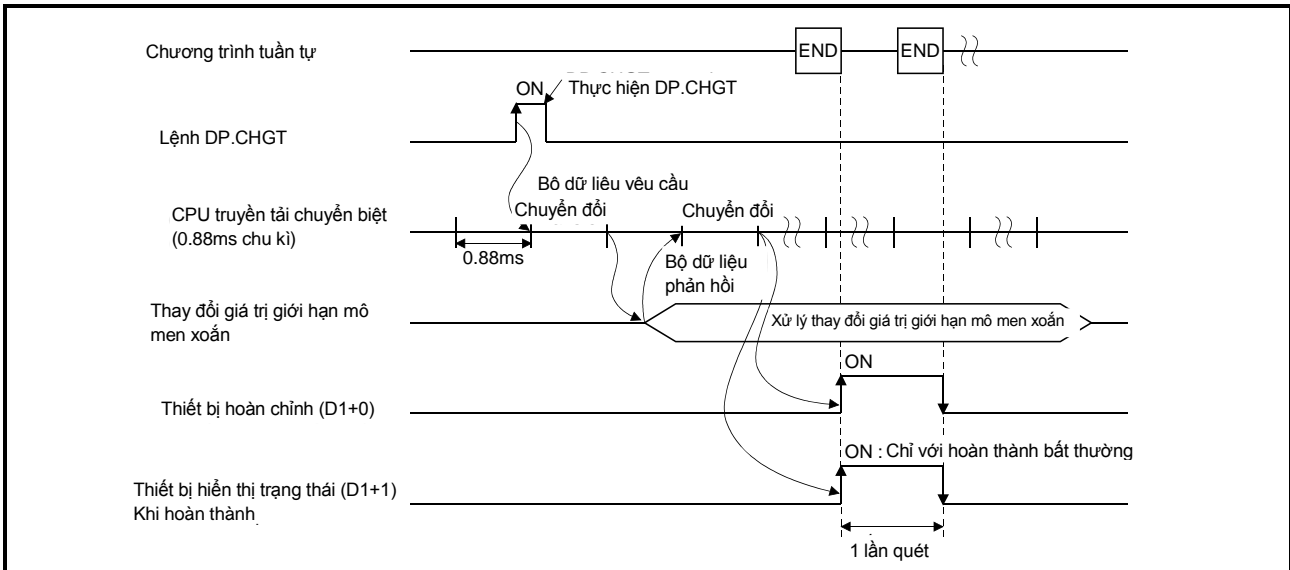 Chương trình tuần tự
END
END
ON
Thực hiện DP.CHGT
Lệnh DP.CHGT
Bô dữ liêu vêu cầu
CPU truyền tải chuyển biệt
(0.88ms chu kì)
Chuyển đổi
Chuyển đổi
0.88ms
Bộ dữ liệu
phản hồi
Thay đổi giá trị giới hạn mô
men xoắn
Xử lý thay đổi giá trị giới hạn mô men xoắn
ON
Thiết bị hoàn chỉnh (D1+0)
ON : Chỉ với hoàn thành bất thường
Thiết bị hiển thị trạng thái (D1+1)
Khi hoàn thành
1 lần quét